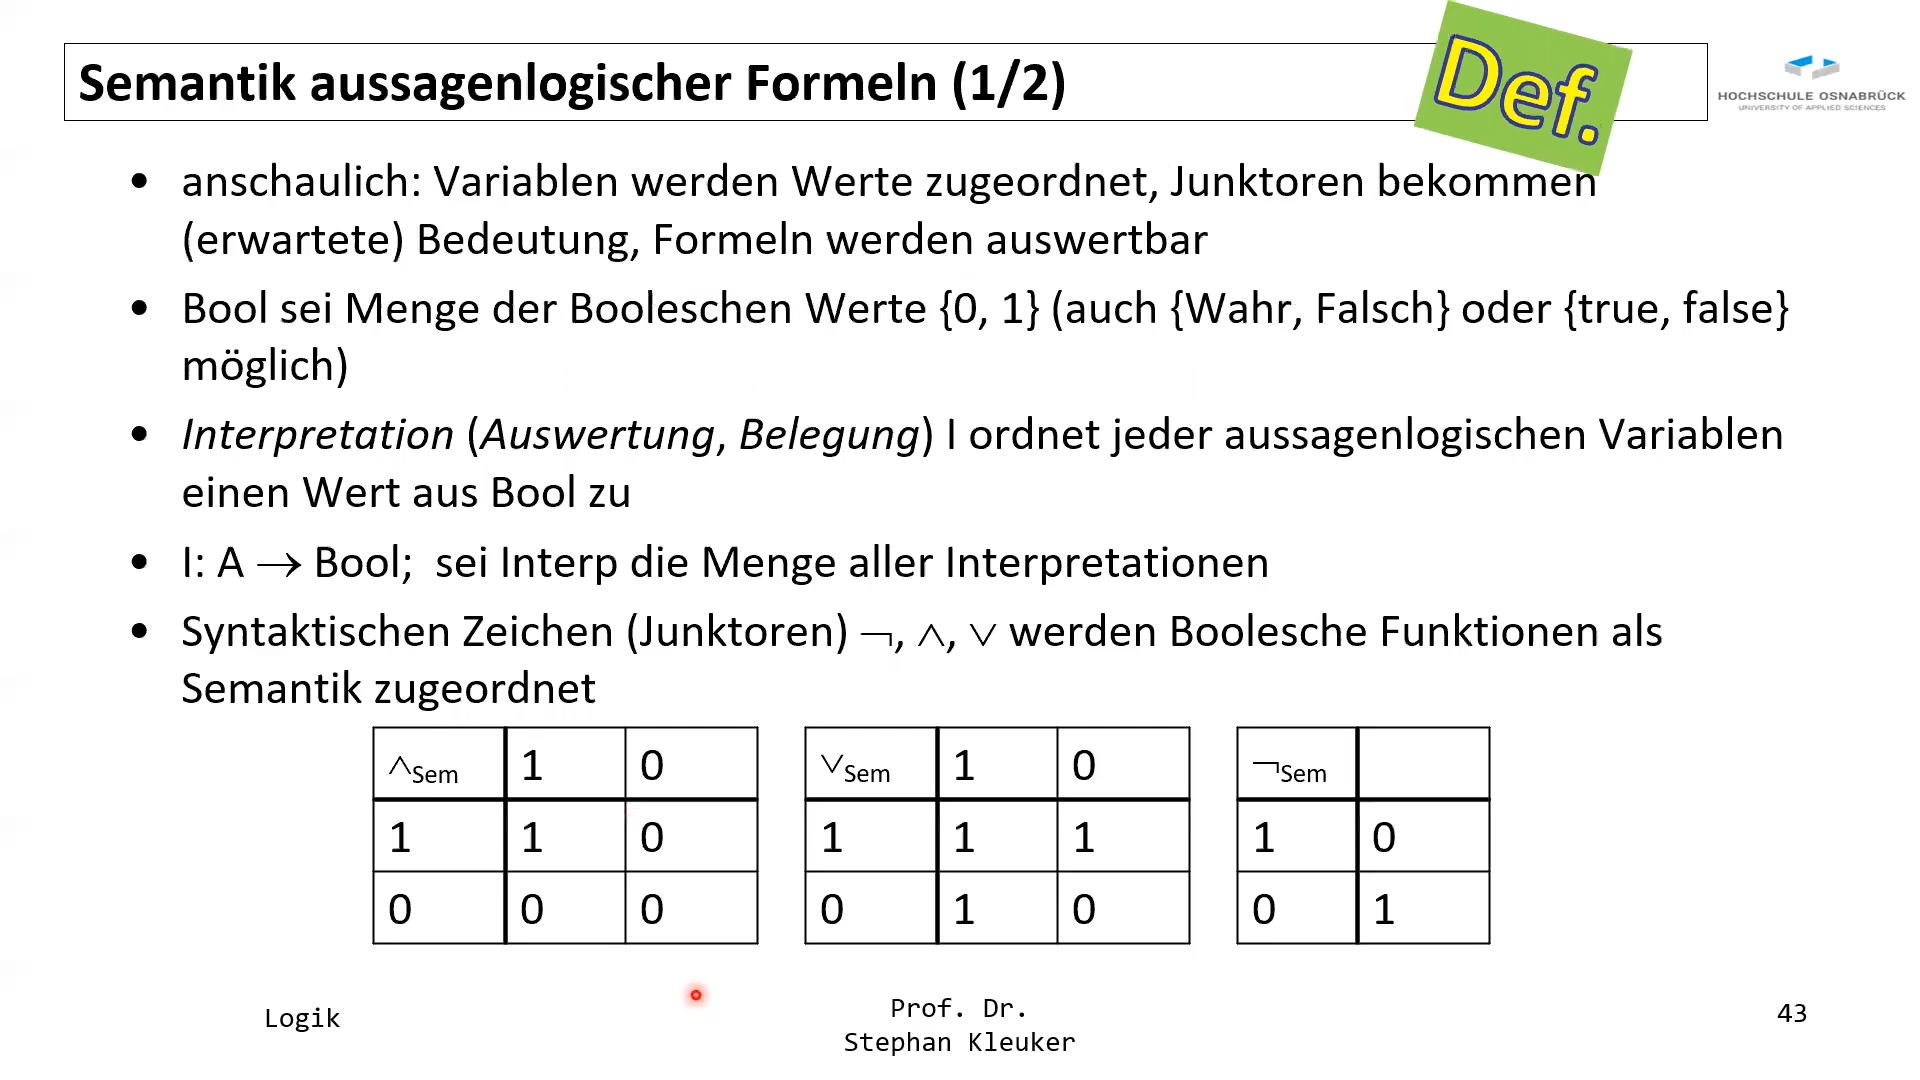 Semantik aussagenlogischer Formeln (1/2)
Def.
HOCHSCHULE OSNABRÜCK
UNIVERSITY OF APPLIED SCIENCES
• anschaulich: Variablen werden Werte zugeordnet, Junktoren bekommen
(erwartete) Bedeutung, Formeln werden auswertbar
• Bool sei Menge der Booleschen Werte {0, 1} (auch {Wahr, Falsch} oder {true, false}
möglich)
• Interpretation (Auswertung, Belegung) I ordnet jeder aussagenlogischen Variablen
einen Wert aus Bool zu
• I: A → Bool; sei Interp die Menge aller Interpretationen
• Syntaktischen Zeichen (Junktoren) ¬, ∧, ∨ werden Boolesche Funktionen als
Semantik zugeordnet
∧Sem 1 0
1 1 0
0 0 0
∨Sem 1 0
1 1 1
0 1 0
¬Sem
1 0
0 1
Logik
Prof. Dr.
Stephan Kleuker
43